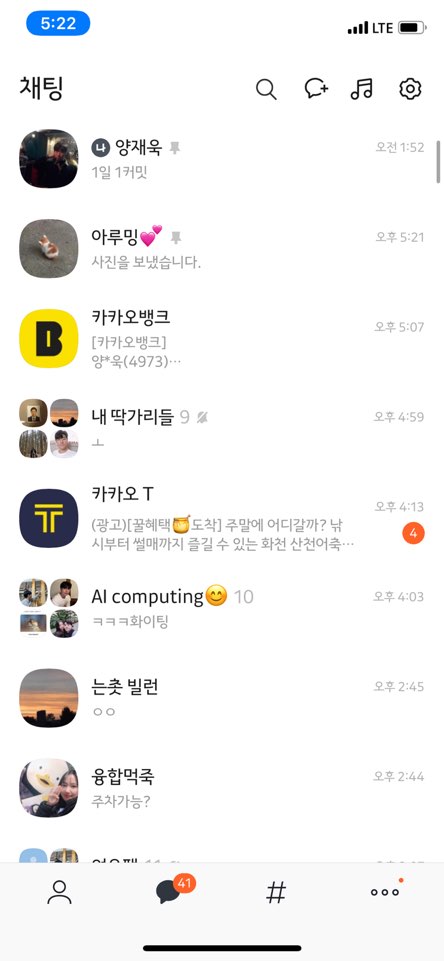 5:22
LTE
채팅
나 양재욱
오전 1:52
1일 1커밋
아루밍💕
오후 5:21
사진을 보냈습니다.
카카오뱅크
오후 5:07
[카카오뱅크]
양*욱(4973)…
내 딱가리들 9
오후 4:59
ㅗ
카카오 T
오후 4:13
(광고)[꿀혜택🍯도착] 주말에 어디갈까? 낚
시부터 썰매까지 즐길 수 있는 화천 산천어축…
4
AI computing😊 10
오후 4:03
ㅋㅋㅋ화이팅
는촛 빌런
오후 2:45
ㅇㅇ
융합먹죽
오후 2:44
주차가능?
41